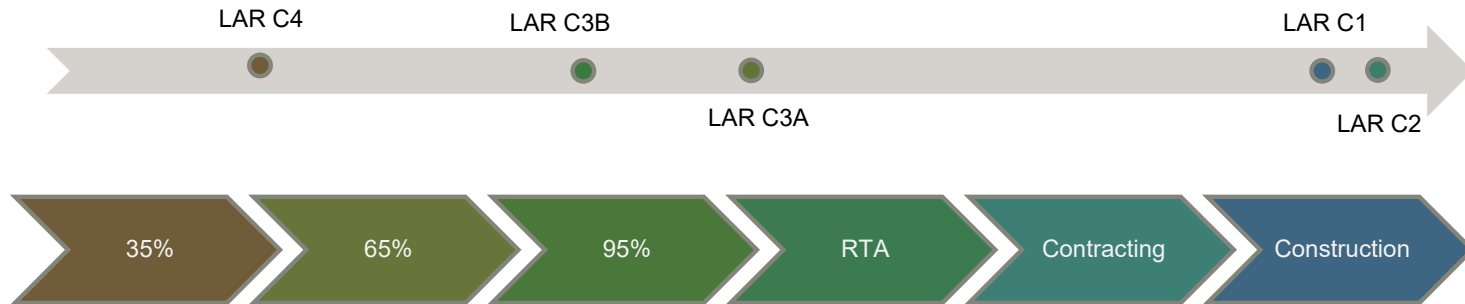 LAR C4
LAR C3B
LAR C1
LAR C3A
LAR C2
35%
65%
95%
RTA
Contracting
Construction